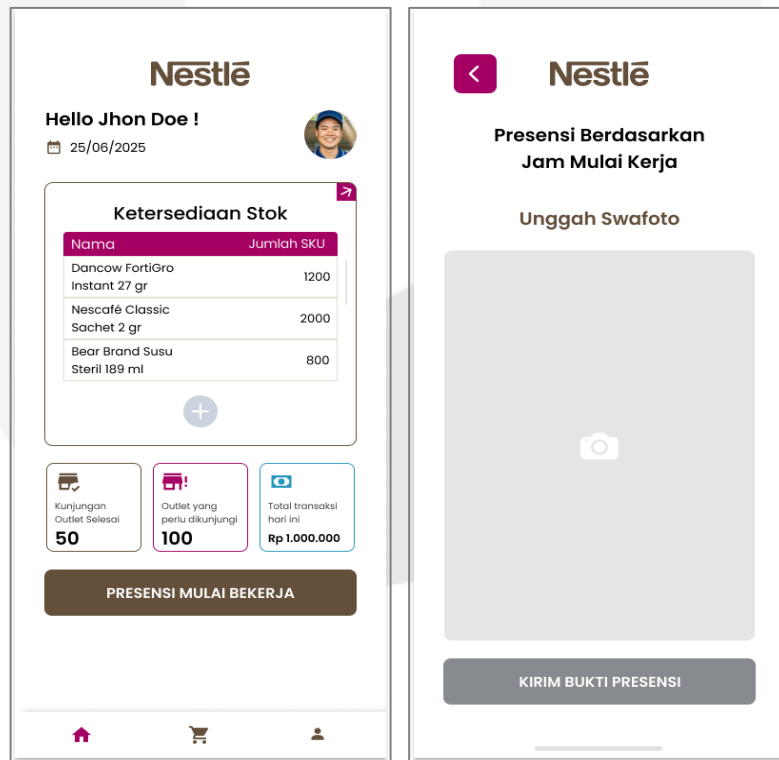 Nestlé
Hello Jhon Doe !
25/06/2025
Ketersediaan Stok
Nama Jumlah SKU
Dancow FortiGro
Instant 27 gr
1200
Nescafé Classic
Sachet 2 gr
2000
Bear Brand Susu
Steril 189 ml
800
Kunjungan
Outlet Selesai
50
Outlet yang
perlu dikunjungi
100
Total transaksi
hari ini
Rp 1.000.000
PRESENSI MULAI BEKERJA
Nestlé
Presensi Berdasarkan
Jam Mulai Kerja
Unggah Swafoto
KIRIM BUKTI PRESENSI